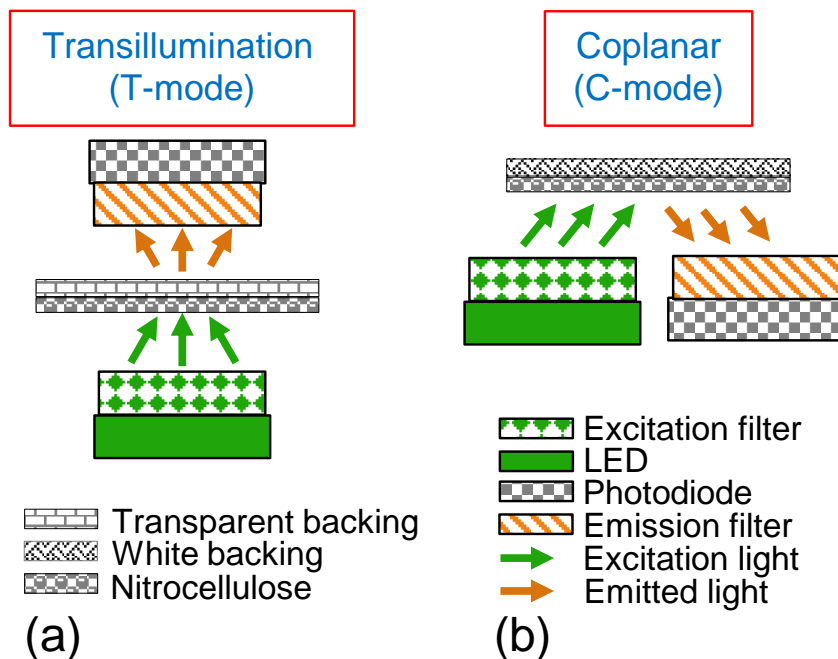 Transillumination
(T-mode)
Coplanar
(C-mode)
Transparent backing
White backing
Nitrocellulose
(a)
Excitation filter
LED
Photodiode
Emission filter
Excitation light
Emitted light
(b)